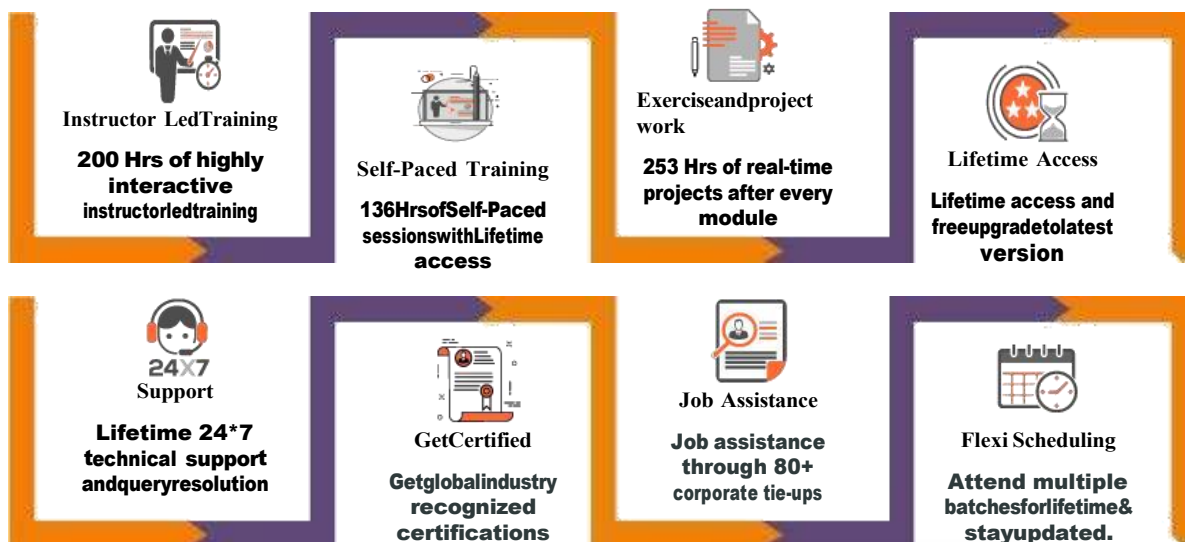 Instructor LedTraining
200 Hrs of highly
interactive
instructorledtraining
Self-Paced Training
136HrsofSelf-Paced
sessionswithLifetime
access
Exerciseandproject
work
253 Hrs of real-time
projects after every
module
Lifetime Access
Lifetime access and
freeupgradetolatest
version
24X7
Support
Lifetime 24*7
technical support
andqueryresolution
GetCertified
Getglobalindustry
recognized
certifications
Job Assistance
Job assistance
through 80+
corporate tie-ups
Flexi Scheduling
Attend multiple
batchesforlifetime&
stayupdated.